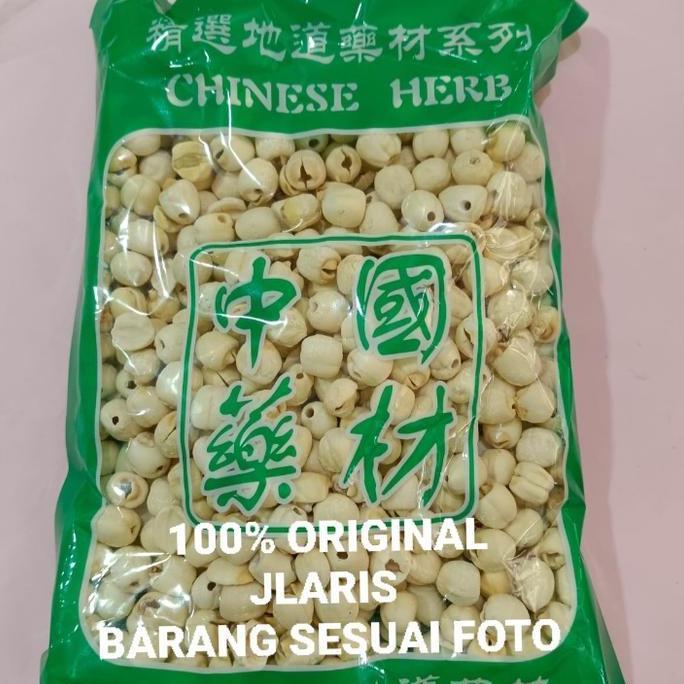 精選地道藥材系列
CHINESE HERB
中國
藥材
100% ORIGINAL
JLARIS
BARANG SESUAI FOTO